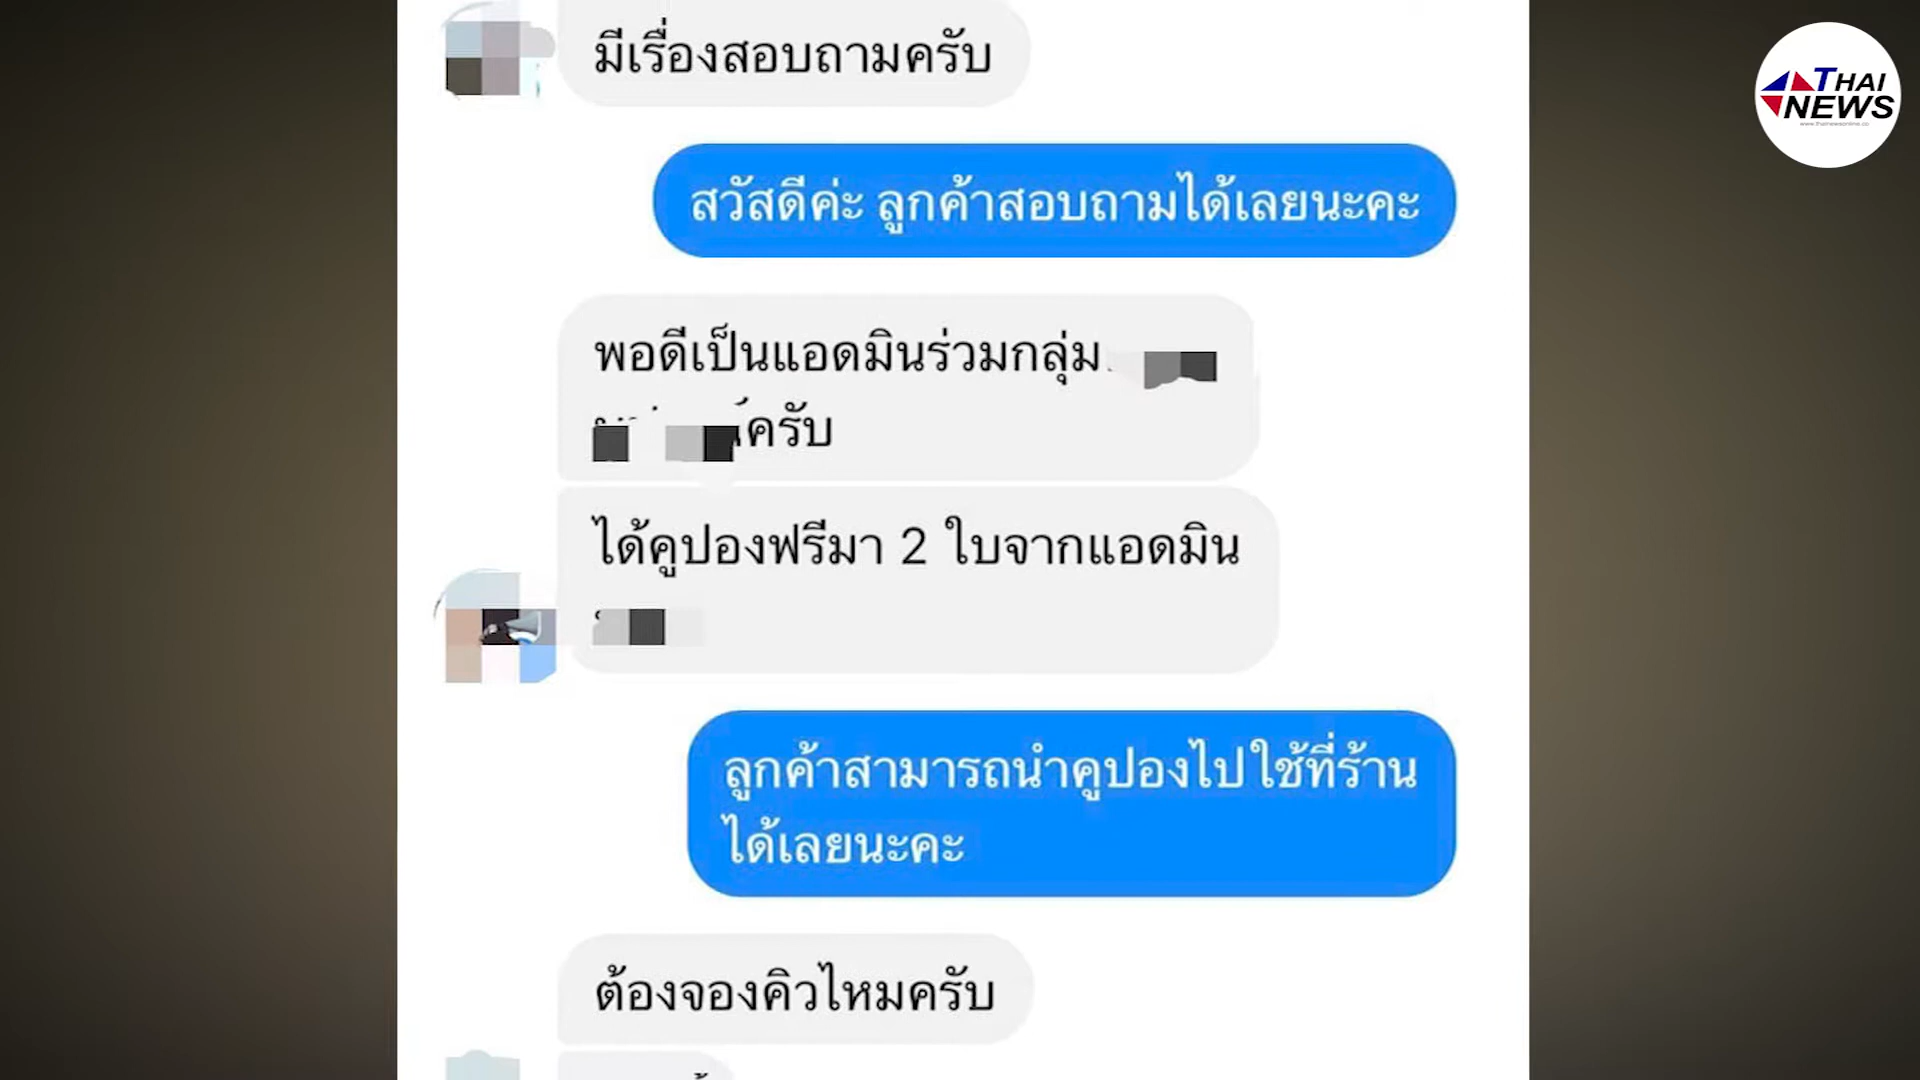 มีเรื่องสอบถามครับ
THAI
NEWS
สวัสดีค่ะ ลูกค้าสอบถามได้เลยนะคะ
พอดีเป็นแอดมินร่วมกลุ่ม
ครับ
ได้คูปองฟรีมา 2 ใบจากแอดมิน
ลูกค้าสามารถนำคูปองไปใช้ที่ร้าน
ได้เลยนะคะ
ต้องจองคิวไหมครับ